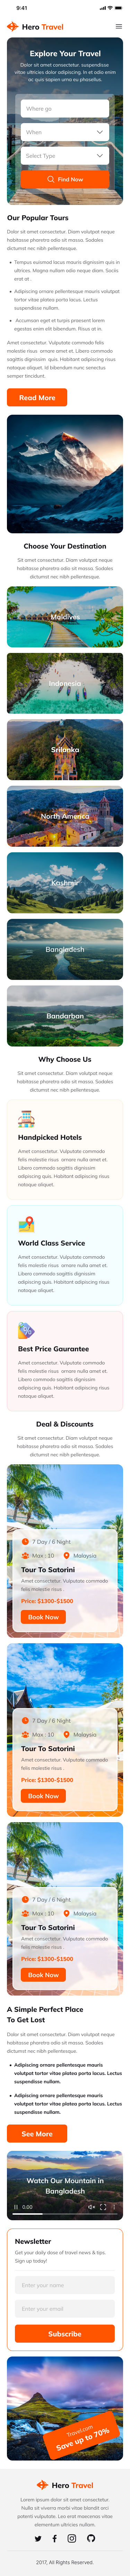 9:41
Hero Travel
Explore Your Travel
Dolor sit amet consectetur. suspendisse
vitae ultricies dolor adipiscing. In et odio
quis ac sapien viverra urna eu phasellus.
Where go
When
Select Type
Find Now
Our Popular Tours
Dolor sit amet consectetur. Diam volutpat neque
habitasse pharetra odio sit massa. Sodales
dictumst nec nibh pellentesque.
Tempus euismod lacus mauris dignissim quis in
ultrices. Magna nullam odio neque diam. Sociis
erat at .
Adipiscing ornare pellentesque mauris volutpat
tortor vitae platea porta lacus. Lectus
suspendisse nullam.
Accumsan eget et turpis praesent lorem
egestas enim elit bibendum. Risus at in.
Amet consectetur. Vulputate commodo felis
molestie risus ornare amet et. Libero commodo
sagittis dignissim quis. Habitant adipiscing risus
natoque aliquet. Id bibendum nunc senectus
semper tincidunt .
Read More
Choose Your Destination
Sit amet consectetur. Diam volutpat neque
habitasse pharetra odio sit massa. Sodales
dictumst nec nibh pellentesque.
Maldives
Indonesia
Srilanka
North America
Kashmir
Bangladesh
Bandarban
Why Choose Us
Sit amet consectetur. Diam volutpat neque
habitasse pharetra odio sit massa. Sodales
dictumst nec nibh pellentesque.
Handpicked Hotels
Amet consectetur. Vulputate commodo
felis molestie risus ornare nulla amet et.
Libero commodo sagittis dignissim
adipiscing quis. Habitant adipiscing risus
natoque aliquet.
World Class Service
Amet consectetur. Vulputate commodo
felis molestie risus ornare nulla amet et.
Libero commodo sagittis dignissim
adipiscing quis. Habitant adipiscing risus
natoque aliquet.
Best Price Gaurantee
Amet consectetur. Vulputate commodo
felis molestie risus ornare nulla amet et.
Libero commodo sagittis dignissim
adipiscing quis. Habitant adipiscing risus
natoque aliquet.
Deal & Discounts
Sit amet consectetur. Diam volutpat neque
habitasse pharetra odio sit massa. Sodales
dictumst nec nibh pellentesque.
7 Day / 6 Night
Max : 10 Malaysia
Tour To Satorini
Amet consectetur. Vulputate commodo
felis molestie risus .
Price: $1300-$1500
Book Now
7 Day / 6 Night
Max : 10 Malaysia
Tour To Satorini
Amet consectetur. Vulputate commodo
felis molestie risus .
Price: $1300-$1500
Book Now
7 Day / 6 Night
Max : 10 Malaysia
Tour To Satorini
Amet consectetur. Vulputate commodo
felis molestie risus .
Price: $1300-$1500
Book Now
A Simple Perfect Place
To Get Lost
Dolor sit amet consectetur. Diam volutpat neque
habitasse pharetra odio sit massa. Sodales
dictumst nec nibh pellentesque.
Adipiscing ornare pellentesque mauris
volutpat tortor vitae platea porta lacus. Lectus
suspendisse nullam.
Adipiscing ornare pellentesque mauris
volutpat tortor vitae platea porta lacus. Lectus
suspendisse nullam.
See More
Watch Our Mountain in
Bangladesh
0:00
Newsletter
Get your daily dose of travel news & tips.
Sign up today!
Enter your name
Enter your email
Subscribe
Travel.com
Save up to 70%
Hero Travel
Lorem ipsum dolor sit amet consectetur.
Nulla sit viverra morbi vitae blandit orci
potenti vulputate. Leo erat maecenas vitae
elementum ultricies nullam.
2017, All Rights Reserved.